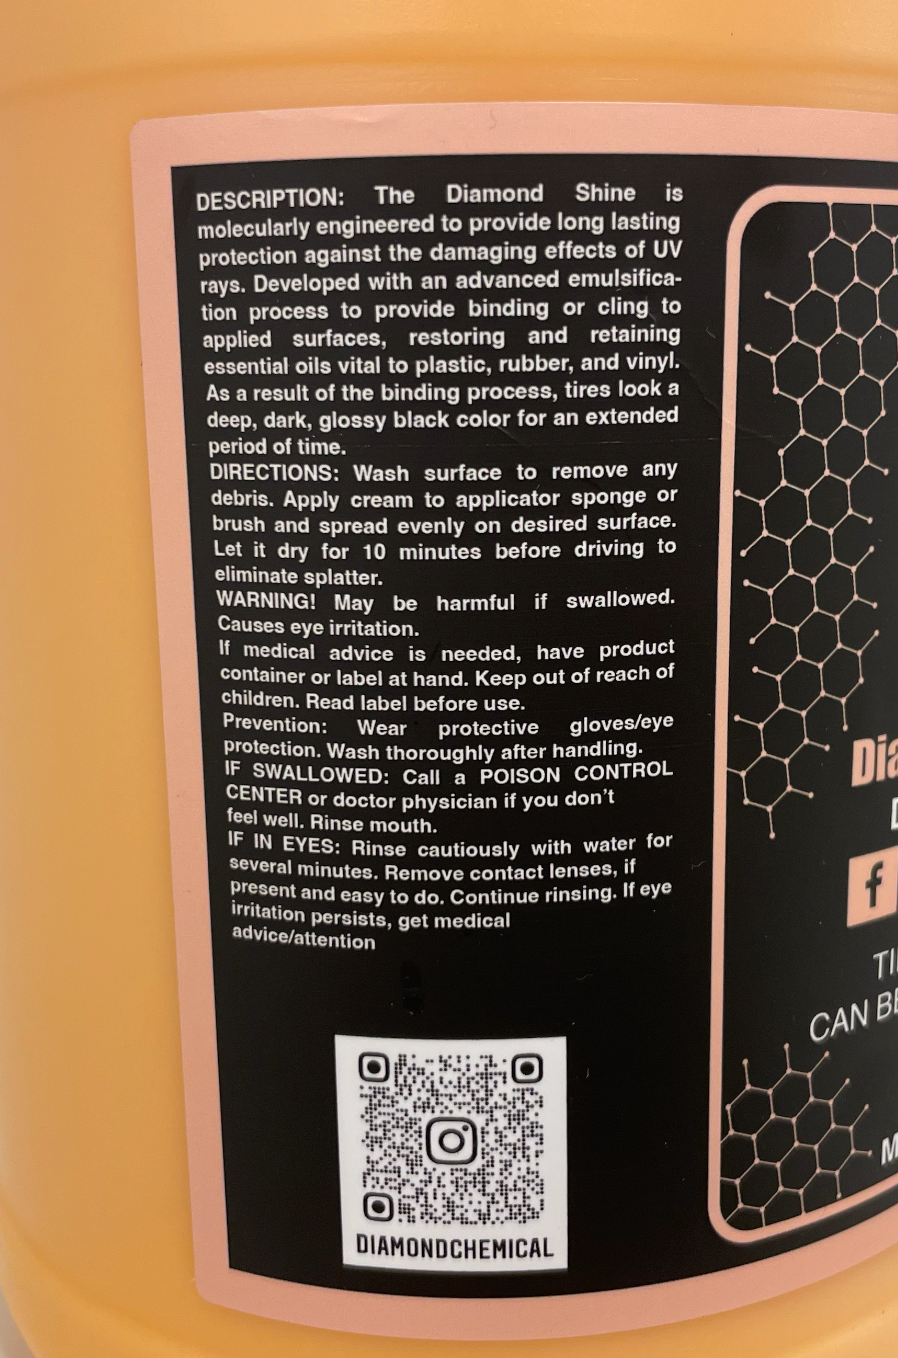 DESCRIPTION: The Diamond Shine is
molecularly engineered to provide long lasting
protection against the damaging effects of UV
rays. Developed with an advanced emulsifica-
tion process to provide binding or cling to
applied surfaces, restoring and retaining
essential oils vital to plastic, rubber, and vinyl.
As a result of the binding process, tires look a
deep, dark, glossy black color for an extended
period of time.
DIRECTIONS: Wash surface to remove any
debris. Apply cream to applicator sponge or
brush and spread evenly on desired surface.
Let it dry for 10 minutes before driving to
eliminate splatter.
WARNING! May be harmful if swallowed.
Causes eye irritation.
If medical advice is needed, have product
container or label at hand. Keep out of reach of
children. Read label before use.
Prevention: Wear protective gloves/eye
protection. Wash thoroughly after handling.
IF SWALLOWED: Call a POISON CONTROL
CENTER or doctor physician if you don't
feel well. Rinse mouth.
IF IN EYES: Rinse cautiously with water for
several minutes. Remove contact lenses, if
present and easy to do. Continue rinsing. If eye
irritation persists, get medical
advice/attention
DIAMONDCHEMICAL
Dia
f
TI
CAN BE
M